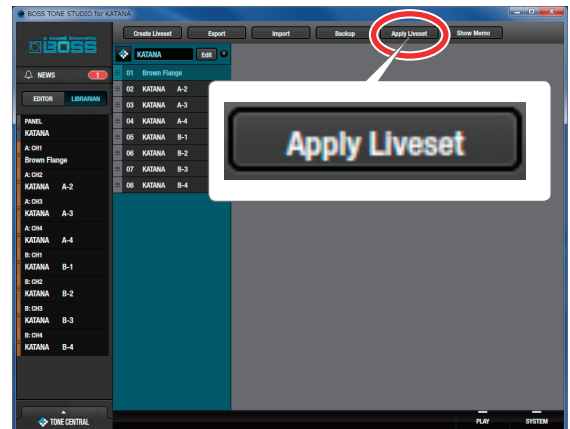 BOSS TONE STUDIO for KATANA
Create Liveset Export Import Backup Apply Liveset Show Memo
a sound innovator
BOSS
NEWS 1
EDITOR LIBRARIAN
PANEL
KATANA
A: CH1
Brown Flange
A: CH2
KATANA A-2
A: CH3
KATANA A-3
A: CH4
KATANA A-4
B: CH1
KATANA B-1
B: CH2
KATANA B-2
B: CH3
KATANA B-3
B: CH4
KATANA B-4
TONE CENTRAL
KATANA Edit
01 Brown Flange
02 KATANA A-2
03 KATANA A-3
04 KATANA A-4
05 KATANA B-1
06 KATANA B-2
07 KATANA B-3
08 KATANA B-4
Apply Liveset
PLAY SYSTEM